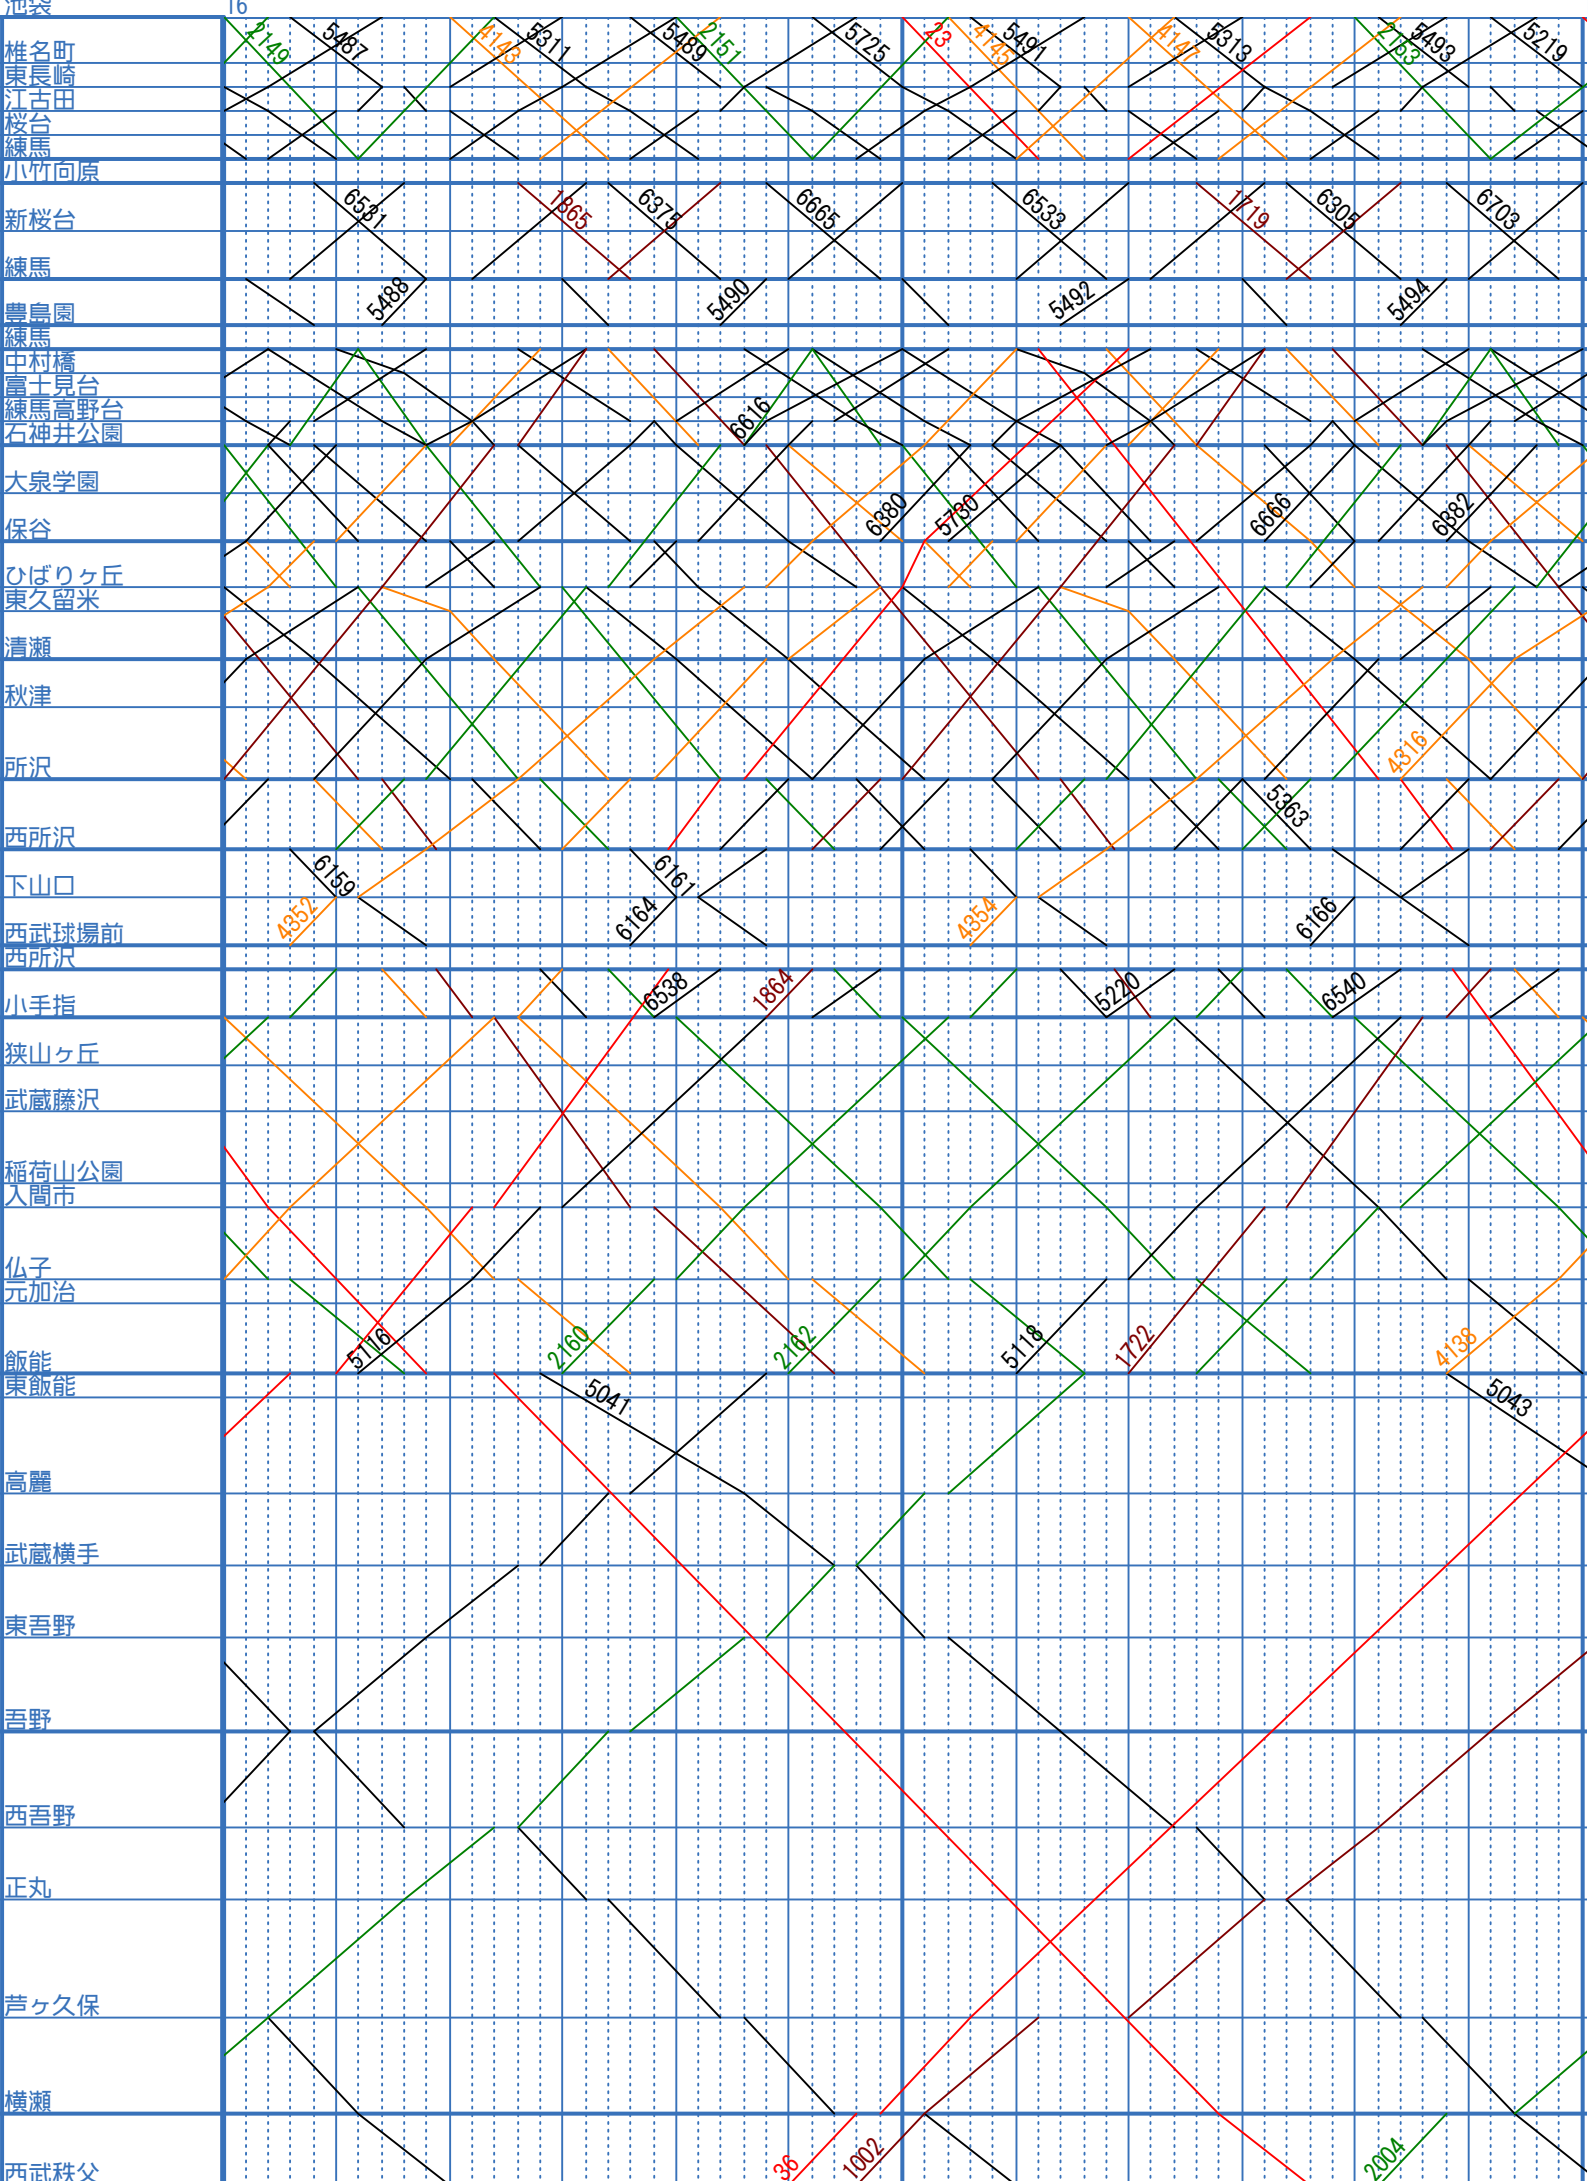 池袋 16
2149 5487 4143 5311 5489 2151 5725 23 4145 5491 4147 5313 2153 5493 5219
椎名町
東長崎
江古田
桜台
練馬
小竹向原
6531 1865 6375 6665 6533 1719 6305 6703
新桜台
練馬
5488 5490 5492 5494
豊島園
練馬
中村橋
富士見台
練馬高野台
6616
石神井公園
大泉学園
6380 5730 6666 6382
保谷
ひばりヶ丘
東久留米
清瀬
秋津
4316
所沢
5363
西所沢
6159 6161
下山口
4352 6164 4354 6166
西武球場前
西所沢
6538 1864 5220 6540
小手指
狭山ヶ丘
武蔵藤沢
稲荷山公園
入間市
仏子
元加治
5116 2160 2162 5118 1722 4138
飯能
東飯能
5041 5043
高麗
武蔵横手
東吾野
吾野
西吾野
正丸
芦ヶ久保
横瀬
36 1002 2004
西武秩父